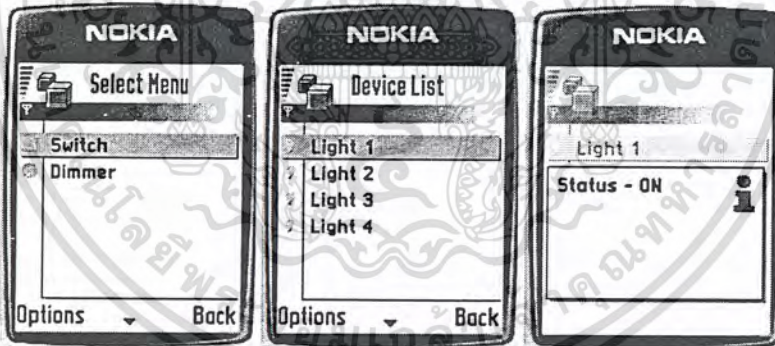 NOKIA
Select Menu
Switch
Dimmer
Options
Back
NOKIA
Device List
Light 1
Light 2
Light 3
Light 4
Options
Back
NOKIA
Light 1
Status - ON